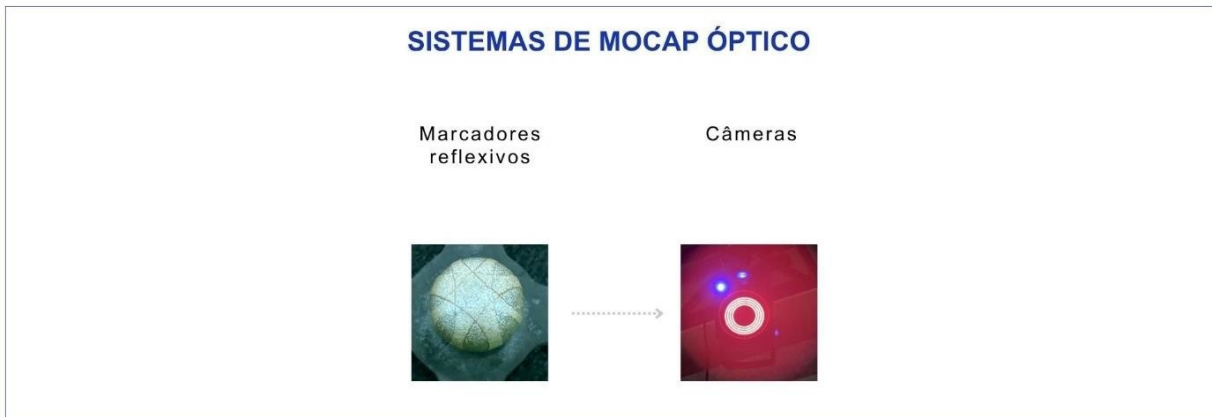 SISTEMAS DE MOCAP ÓPTICO
Marcadores
reflexivos
Câmeras